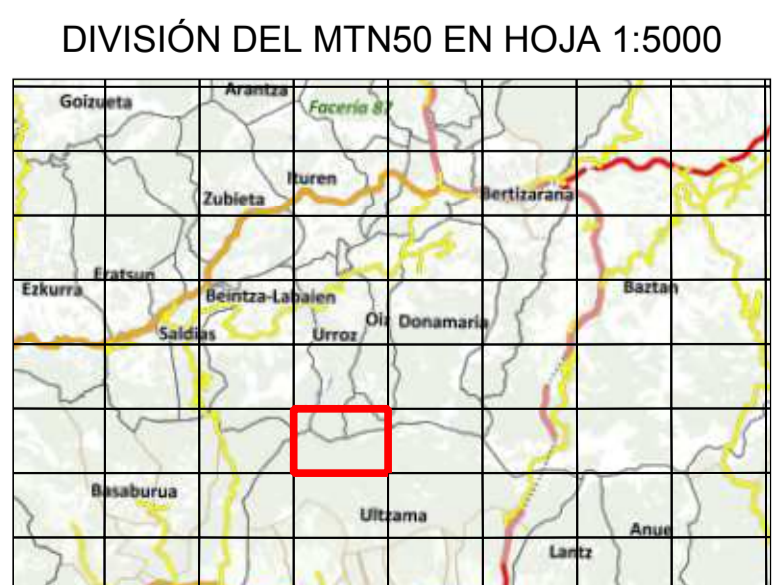 DIVISIÓN DEL MTN50 EN HOJA 1:5000
Arantza
Goizueta
Facería 87
Ituren
Zubieta
Bertizarana
Eratsun
Ezkurra
Beintza-Labaien
Baztan
Oiz
Donamaria
Saldias
Urroz
Basaburua
Ultzama
Anue
Lantz